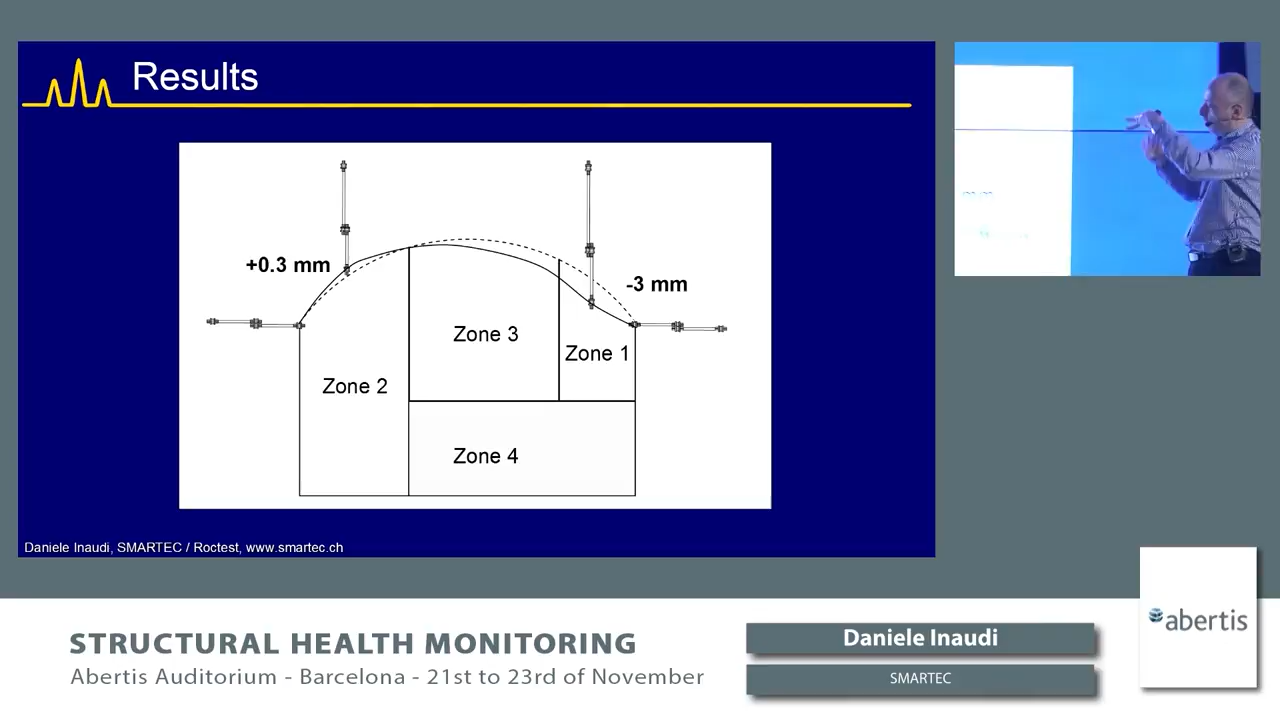 Results
+0.3 mm
-3 mm
Zone 3
Zone 1
Zone 2
Zone 4
Daniele Inaudi, SMARTEC / Roctest, www.smartec.ch
STRUCTURAL HEALTH MONITORING
Abertis Auditorium - Barcelona - 21st to 23rd of November
Daniele Inaudi
SMARTEC
abertis